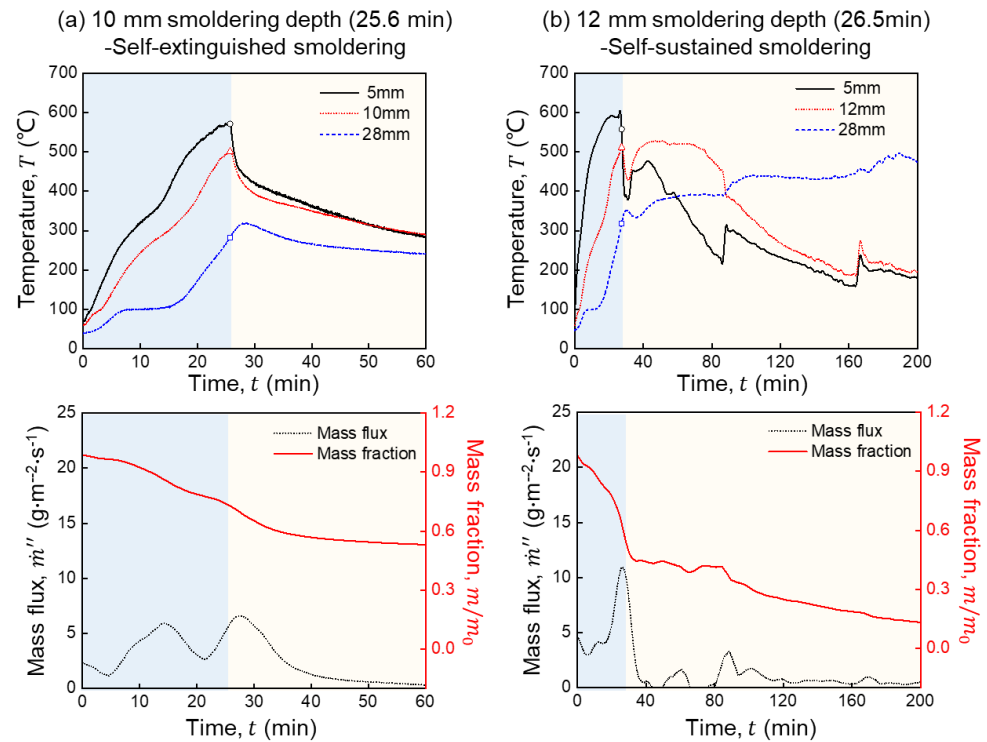 (a) 10 mm smoldering depth (25.6 min)
-Self-extinguished smoldering
700
600
500
400
300
200
100
0
Temperature, T (℃)
5mm
10mm
28mm
0 10 20 30 40 50 60
Time, t (min)
(b) 12 mm smoldering depth (26.5min)
-Self-sustained smoldering
700
600
500
400
300
200
100
0
Temperature, T (℃)
5mm
12mm
28mm
0 40 80 120 160 200
Time, t (min)
25
20
15
10
5
0
Mass flux, ṁ″ (g·m⁻²·s⁻¹)
Mass flux
Mass fraction
1.2
0.9
0.6
0.3
0.0
Mass fraction, m/m₀
0 10 20 30 40 50 60
Time, t (min)
25
20
15
10
5
0
Mass flux, ṁ″ (g·m⁻²·s⁻¹)
Mass flux
Mass fraction
1.2
0.9
0.6
0.3
0.0
Mass fraction, m/m₀
0 40 80 120 160 200
Time, t (min)